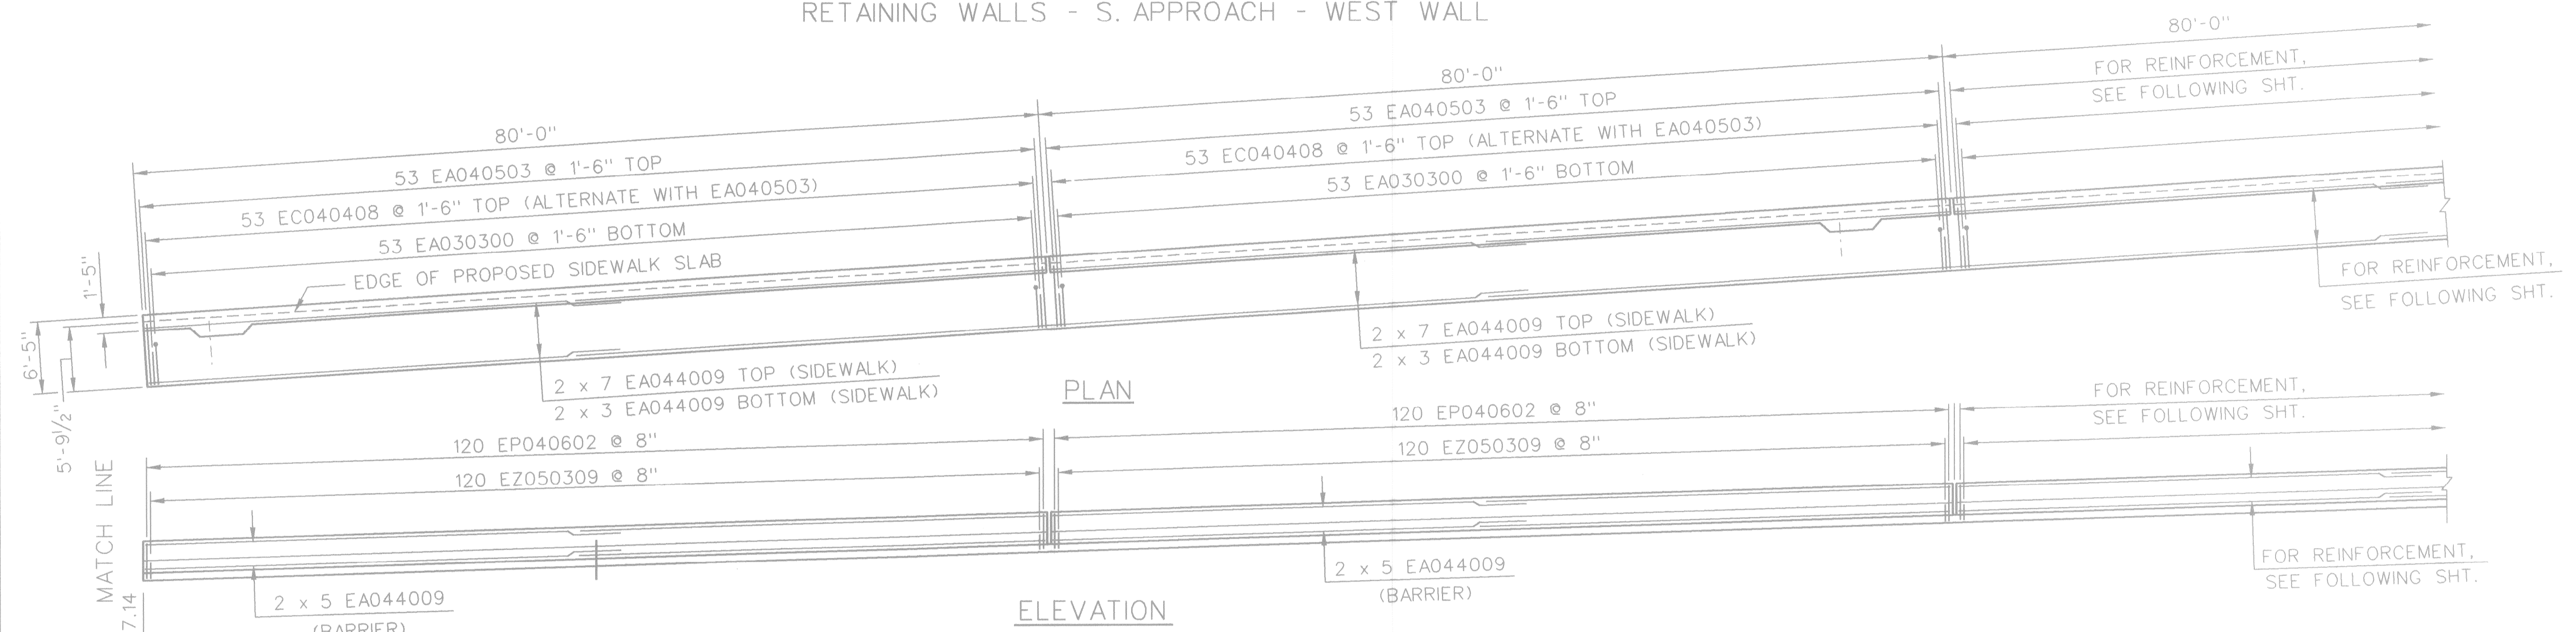 RETAINING WALLS - S. APPROACH - WEST WALL
80'-0"
53 EA040503 @ 1'-6" TOP
53 EC040408 @ 1'-6" TOP (ALTERNATE WITH EA040503)
53 EA030300 @ 1'-6" BOTTOM
EDGE OF PROPOSED SIDEWALK SLAB
80'-0"
53 EA040503 @ 1'-6" TOP
53 EC040408 @ 1'-6" TOP (ALTERNATE WITH EA040503)
53 EA030300 @ 1'-6" BOTTOM
80'-0"
FOR REINFORCEMENT,
SEE FOLLOWING SHT.
1'-5"
6'-5"
5'-9 1/2"
2 x 7 EA044009 TOP (SIDEWALK)
2 x 3 EA044009 BOTTOM (SIDEWALK)
2 x 7 EA044009 TOP (SIDEWALK)
2 x 3 EA044009 BOTTOM (SIDEWALK)
FOR REINFORCEMENT,
SEE FOLLOWING SHT.
PLAN
120 EP040602 @ 8"
120 EZ050309 @ 8"
120 EP040602 @ 8"
120 EZ050309 @ 8"
FOR REINFORCEMENT,
SEE FOLLOWING SHT.
MATCH LINE
7.14
2 x 5 EA044009
(BARRIER)
2 x 5 EA044009
(BARRIER)
FOR REINFORCEMENT,
SEE FOLLOWING SHT.
ELEVATION